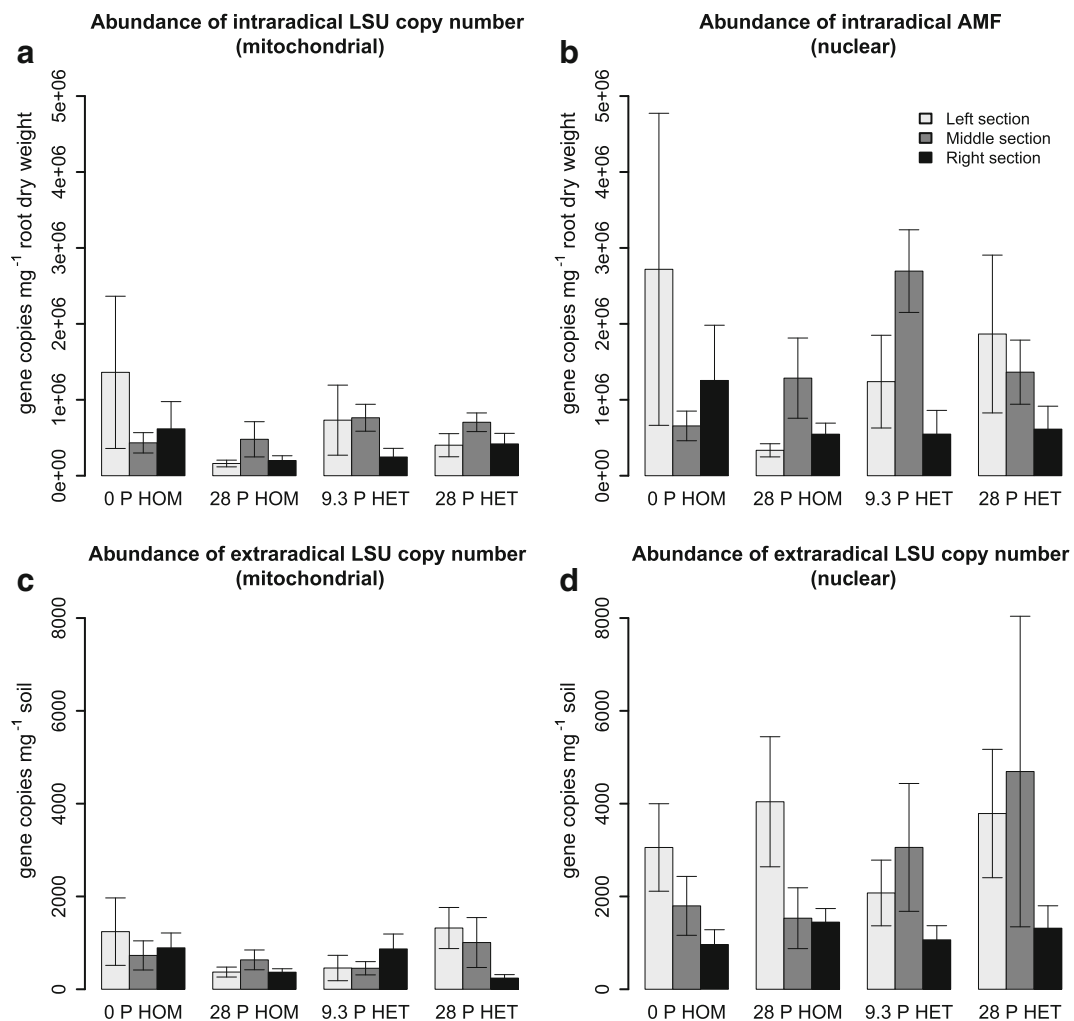 Abundance of intraradical LSU copy number
(mitochondrial)
a
gene copies mg-1 root dry weight
5e+06
4e+06
3e+06
2e+06
1e+06
0e+00
0 P HOM 28 P HOM 9.3 P HET 28 P HET
Abundance of intraradical AMF
(nuclear)
b
gene copies mg-1 root dry weight
5e+06
4e+06
3e+06
2e+06
1e+06
0e+00
Left section
Middle section
Right section
0 P HOM 28 P HOM 9.3 P HET 28 P HET
Abundance of extraradical LSU copy number
(mitochondrial)
c
gene copies mg-1 soil
8000
6000
4000
2000
0
0 P HOM 28 P HOM 9.3 P HET 28 P HET
Abundance of extraradical LSU copy number
(nuclear)
d
gene copies mg-1 soil
8000
6000
4000
2000
0
0 P HOM 28 P HOM 9.3 P HET 28 P HET